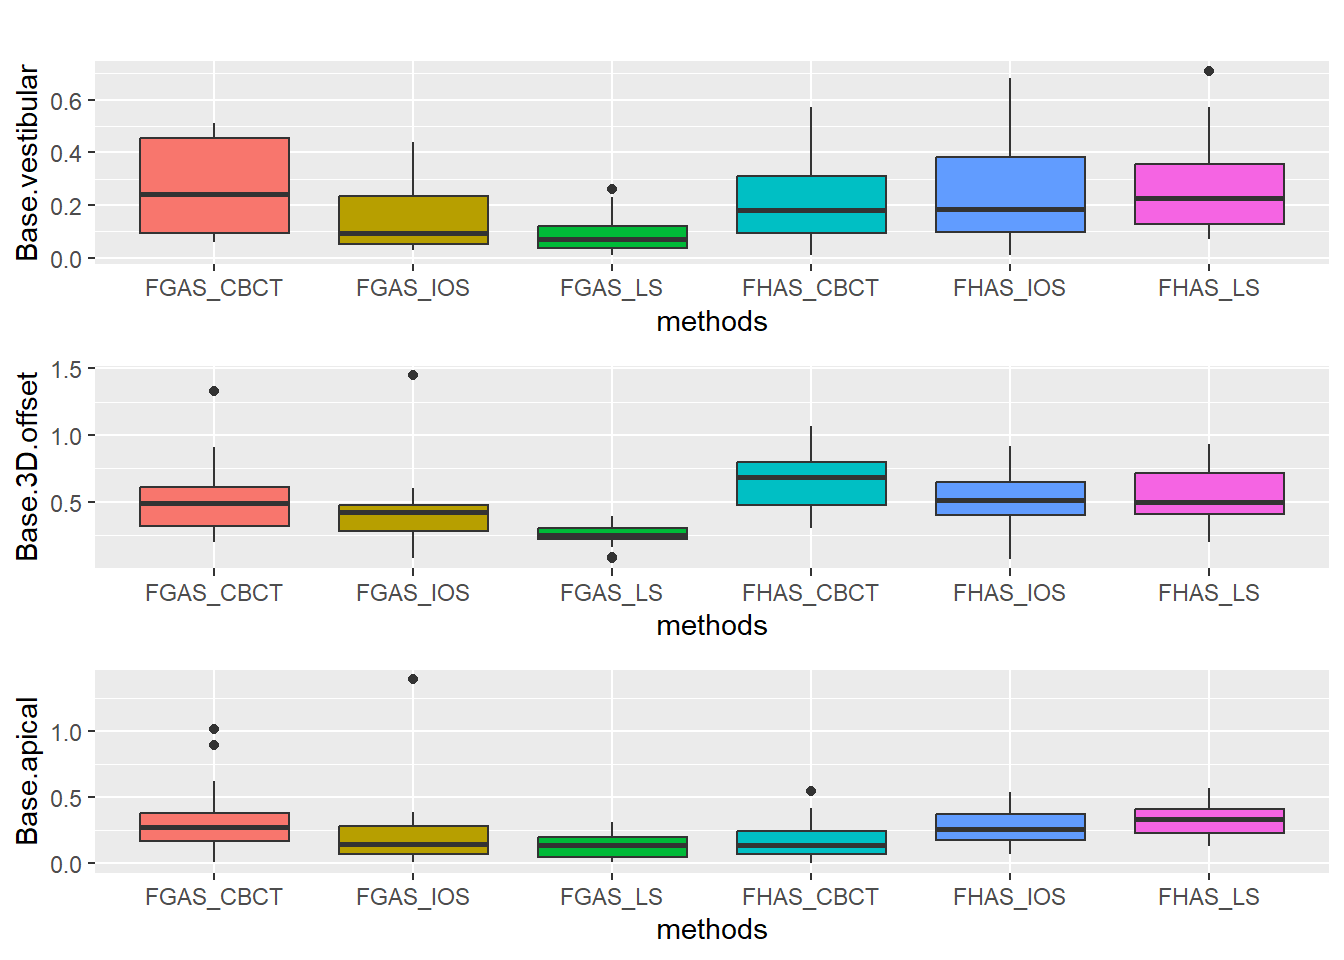 Base.vestibular
0.6
0.4
0.2
0.0
FGAS_CBCT FGAS_IOS FGAS_LS FHAS_CBCT FHAS_IOS FHAS_LS
methods
Base.3D.offset
1.5
1.0
0.5
FGAS_CBCT FGAS_IOS FGAS_LS FHAS_CBCT FHAS_IOS FHAS_LS
methods
Base.apical
1.0
0.5
0.0
FGAS_CBCT FGAS_IOS FGAS_LS FHAS_CBCT FHAS_IOS FHAS_LS
methods